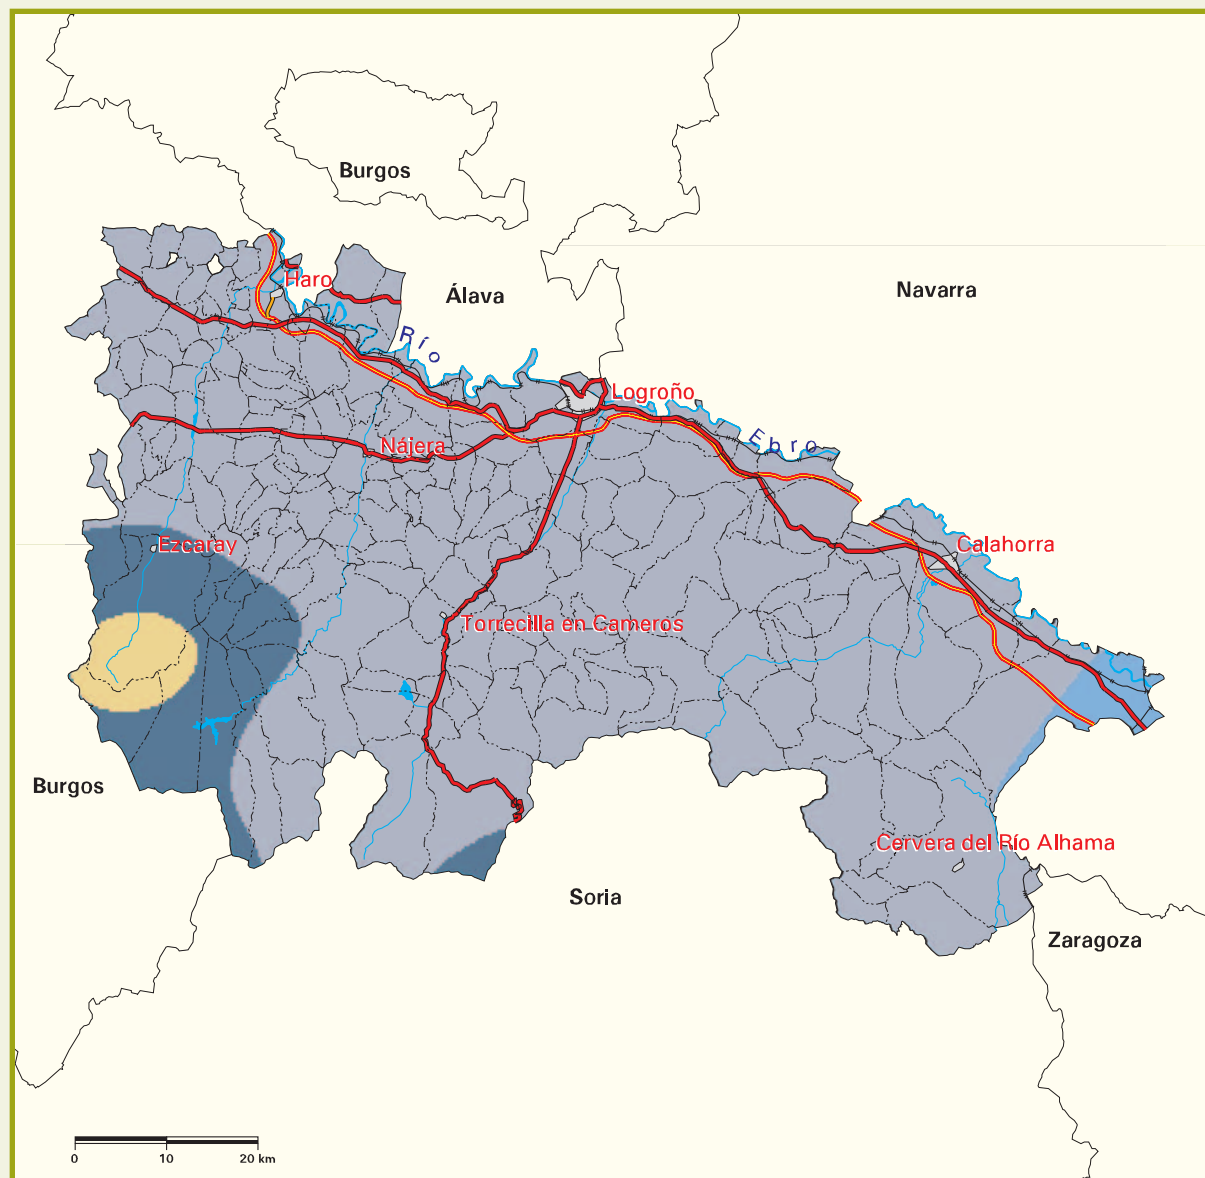 Burgos
Haro
Álava
Navarra
Río
Logroño
Ebro
Nájera
Ezcaray
Calahorra
Torrecilla en Cameros
Burgos
Cervera del Río Alhama
Soria
Zaragoza
0 10 20 km